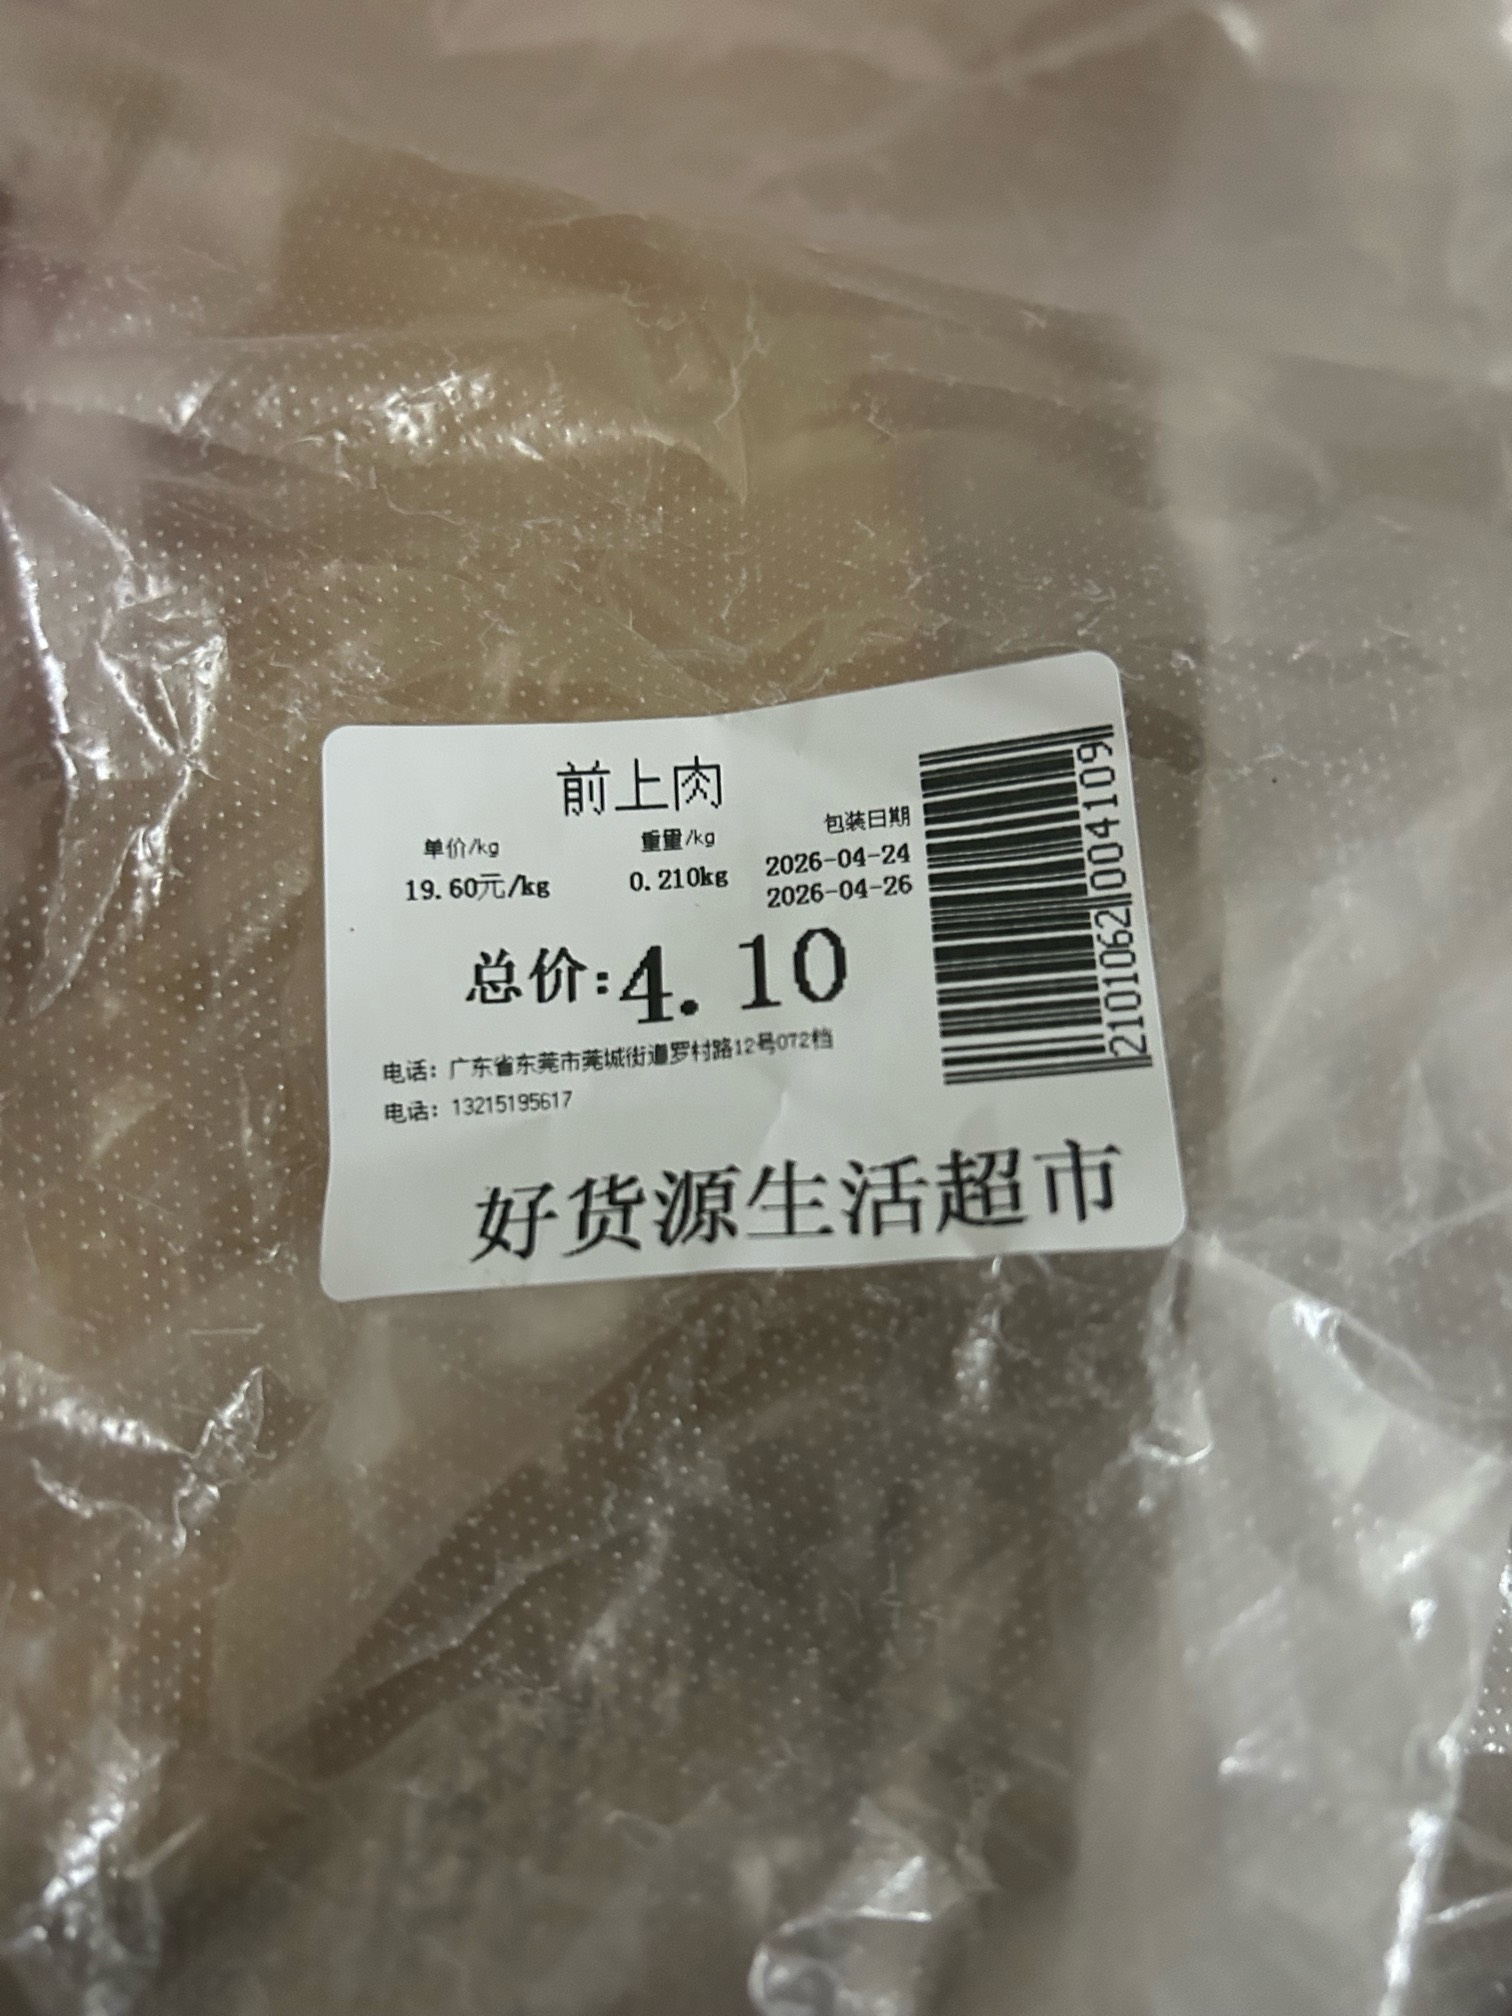 前上肉
单价/kg 重量/kg 包装日期
19.60元/kg 0.210kg 2026-04-24
2026-04-26
总价:4.10
电话: 广东省东莞市莞城街道罗村路12号072档
电话: 13215195617
好货源生活超市
2101062004109